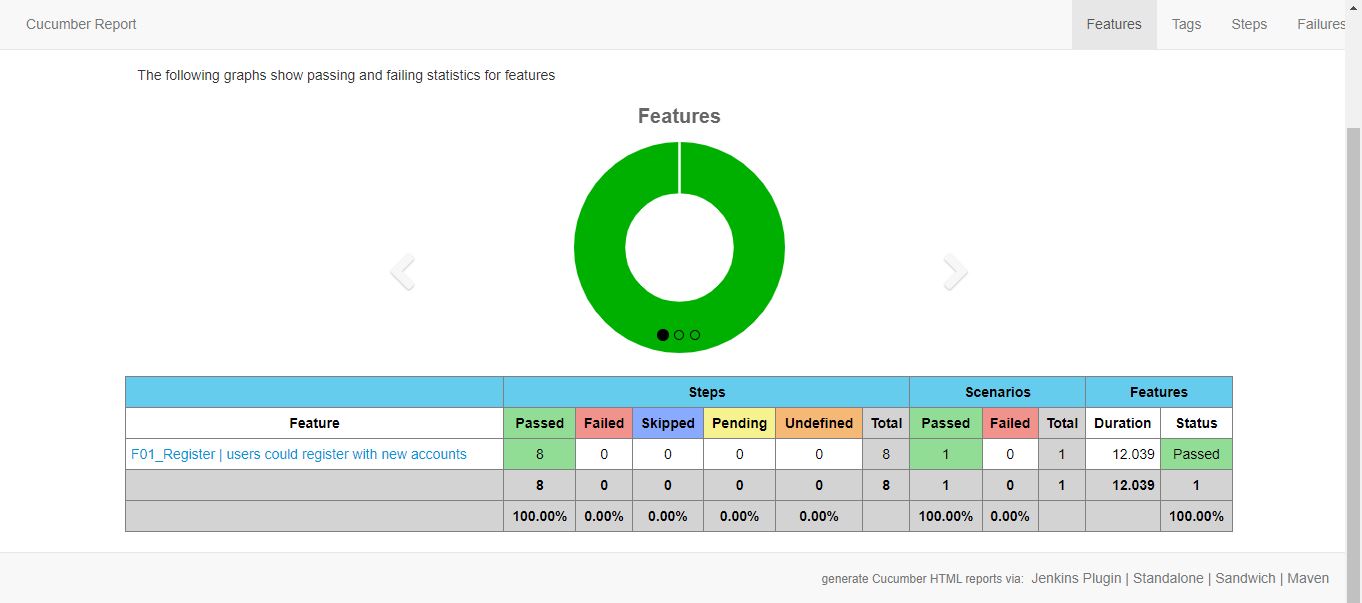 Cucumber Report Features Tags Steps Failures
The following graphs show passing and failing statistics for features
Features
Steps Scenarios Features
Feature Passed Failed Skipped Pending Undefined Total Passed Failed Total Duration Status
F01_Register | users could register with new accounts 8 0 0 0 0 8 1 0 1 12.039 Passed
8 0 0 0 0 8 1 0 1 12.039 1
100.00% 0.00% 0.00% 0.00% 0.00% 100.00% 0.00% 100.00%
generate Cucumber HTML reports via: Jenkins Plugin | Standalone | Sandwich | Maven